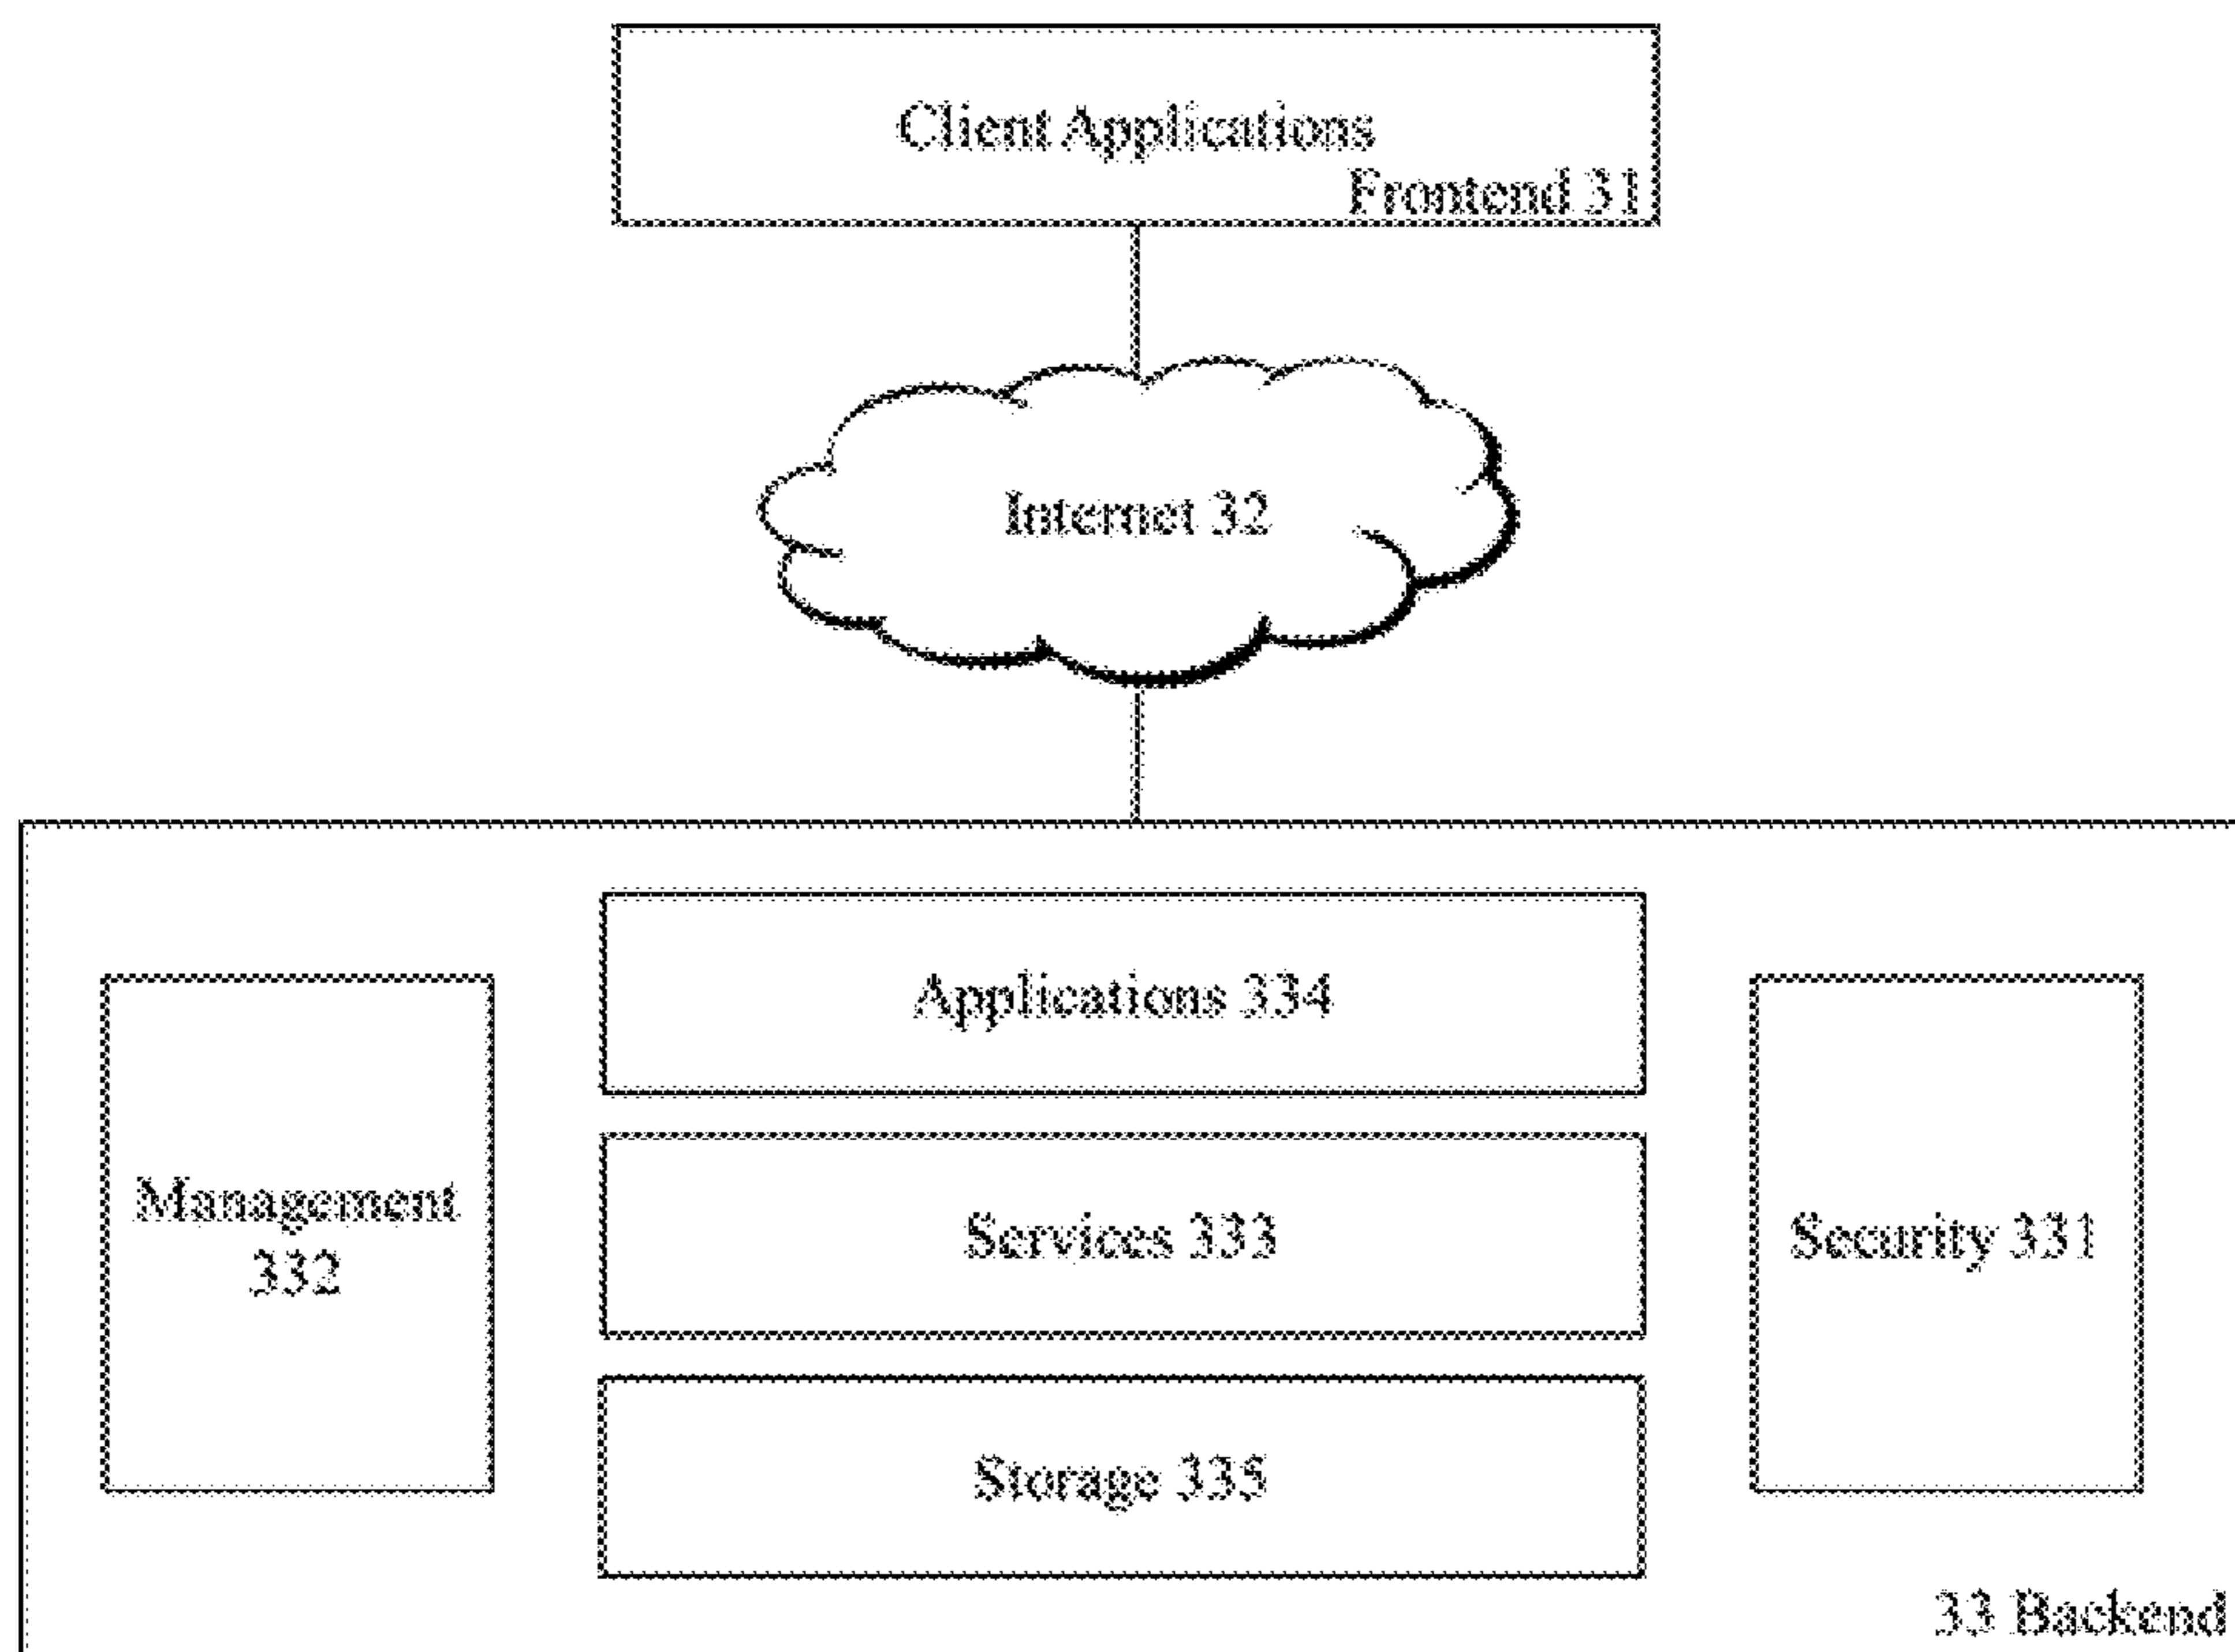 Client Applications
Frontend 31
Internet 32
Applications 334
Management
332
Services 333
Security 331
Storage 335
33 Backend